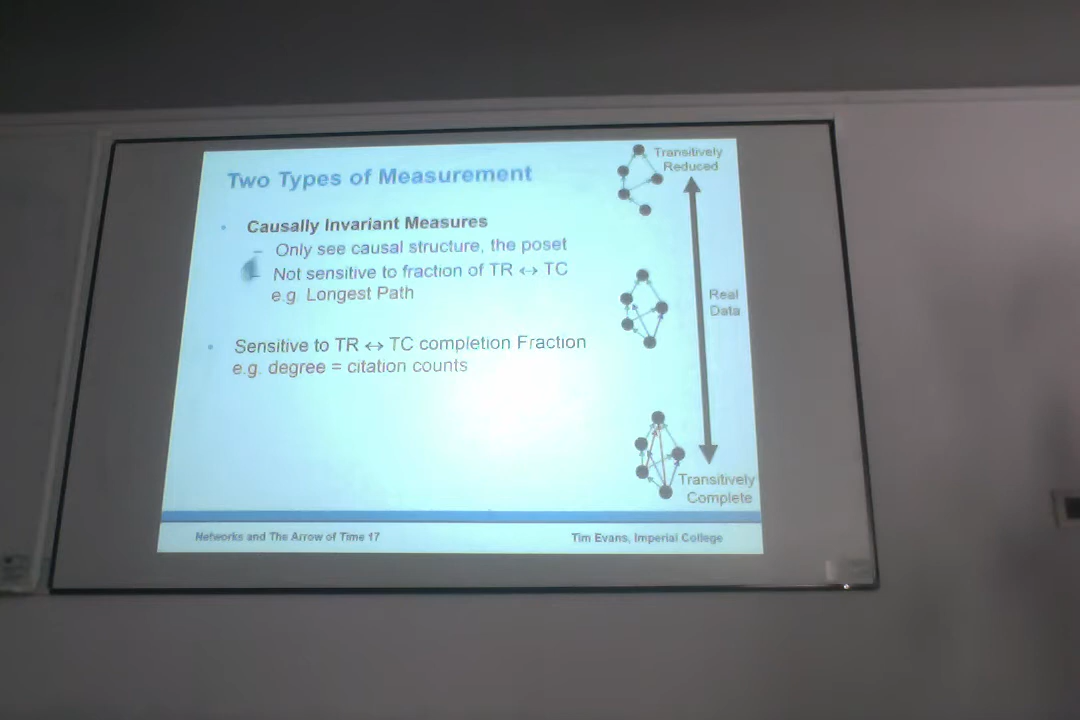 Two Types of Measurement
• Causally Invariant Measures
– Only see causal structure, the poset
– Not sensitive to fraction of TR ↔ TC
e.g. Longest Path
• Sensitive to TR ↔ TC completion Fraction
e.g. degree = citation counts
Transitively
Reduced
Real
Data
Transitively
Complete
Networks and The Arrow of Time 17
Tim Evans, Imperial College